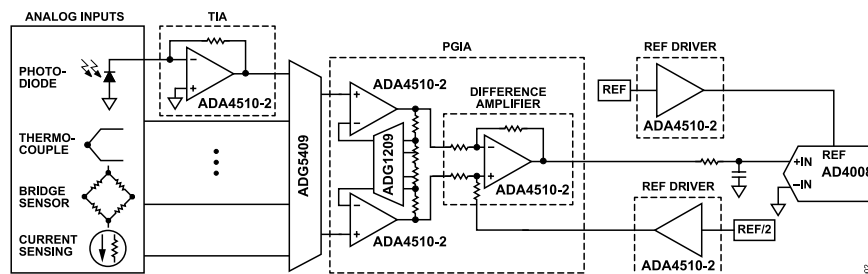 ANALOG INPUTS
TIA
PHOTO-
DIODE
ADA4510-2
THERMO-
COUPLE
BRIDGE
SENSOR
CURRENT
SENSING
ADG5409
PGIA
ADA4510-2
ADG1209
ADA4510-2
DIFFERENCE
AMPLIFIER
ADA4510-2
REF DRIVER
REF
ADA4510-2
REF DRIVER
REF/2
ADA4510-2
REF
+IN
AD4008
–IN